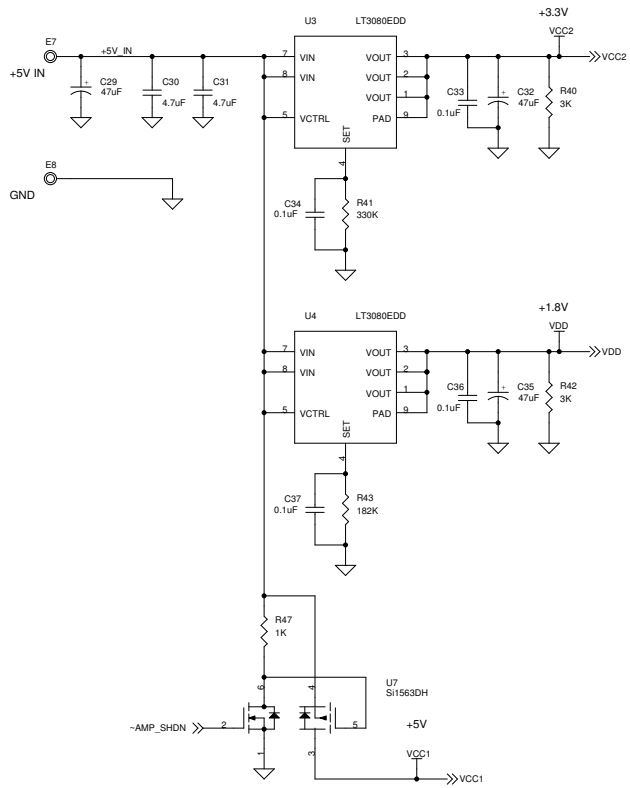 U3 LT3080EDD
+3.3V
VCC2
VCC2
E7
+5V_IN
+5V IN
C29
47uF
C30
4.7uF
C31
4.7uF
7 VIN VOUT 3
8 VIN VOUT 2
VOUT 1
5 VCTRL PAD 9
SET
4
C33
0.1uF
C32
47uF
R40
3K
E8
GND
C34
0.1uF
R41
330K
U4 LT3080EDD
+1.8V
VDD
VDD
7 VIN VOUT 3
8 VIN VOUT 2
VOUT 1
5 VCTRL PAD 9
SET
4
C36
0.1uF
C35
47uF
R42
3K
C37
0.1uF
R43
182K
R47
1K
6 4
U7
Si1563DH
~AMP_SHDN 2 5
+5V
1 3
VCC1
VCC1